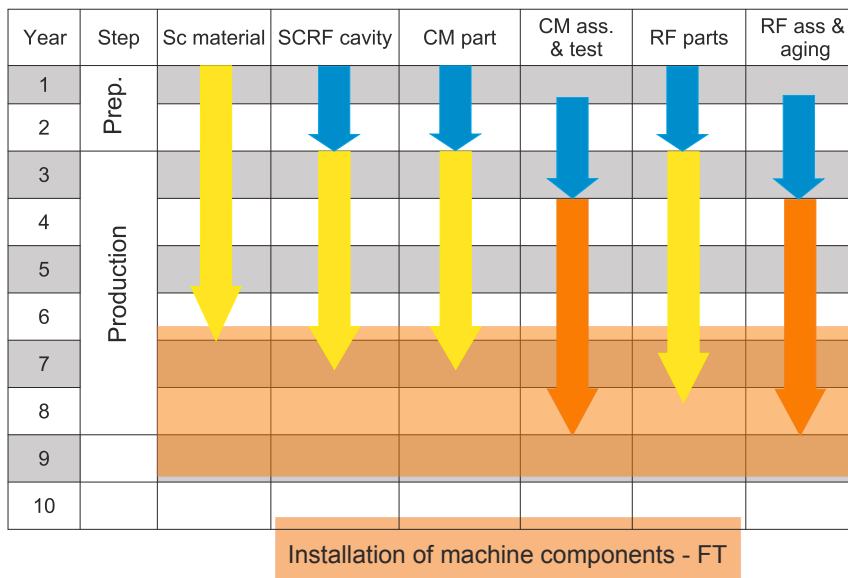 Year Step Sc material SCRF cavity CM part CM ass. & test RF parts RF ass & aging
1
Prep.
2
3
4
Production
5
6
7
8
9
10
Installation of machine components - FT